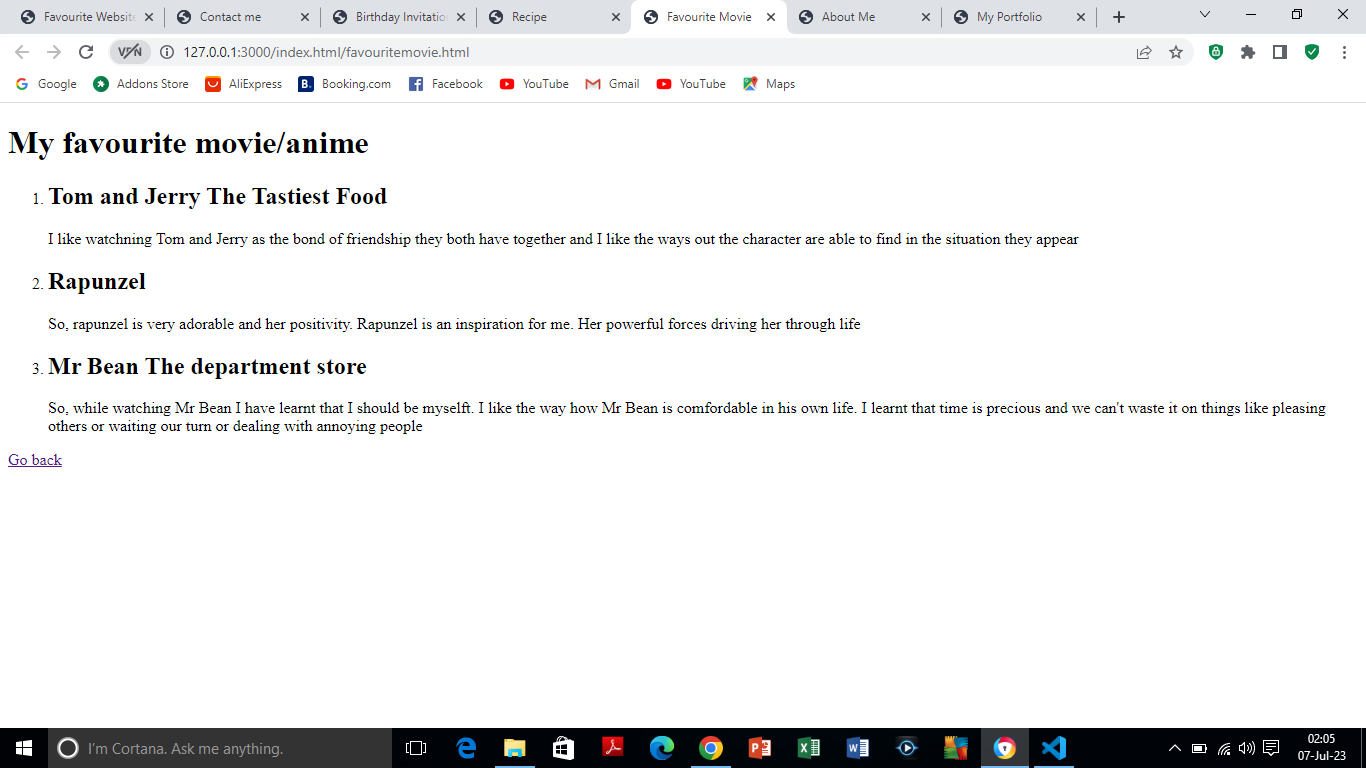 Favourite Website Contact me Birthday Invitatio Recipe Favourite Movie About Me My Portfolio
VPN 127.0.0.1:3000/index.html/favouritemovie.html
Google Addons Store AliExpress B. Booking.com Facebook YouTube Gmail YouTube Maps
My favourite movie/anime
1. Tom and Jerry The Tastiest Food
I like watchning Tom and Jerry as the bond of friendship they both have together and I like the ways out the character are able to find in the situation they appear
2. Rapunzel
So, rapunzel is very adorable and her positivity. Rapunzel is an inspiration for me. Her powerful forces driving her through life
3. Mr Bean The department store
So, while watching Mr Bean I have learnt that I should be myselft. I like the way how Mr Bean is comfordable in his own life. I learnt that time is precious and we can't waste it on things like pleasing
others or waiting our turn or dealing with annoying people
Go back
I'm Cortana. Ask me anything.
02:05
07-Jul-23